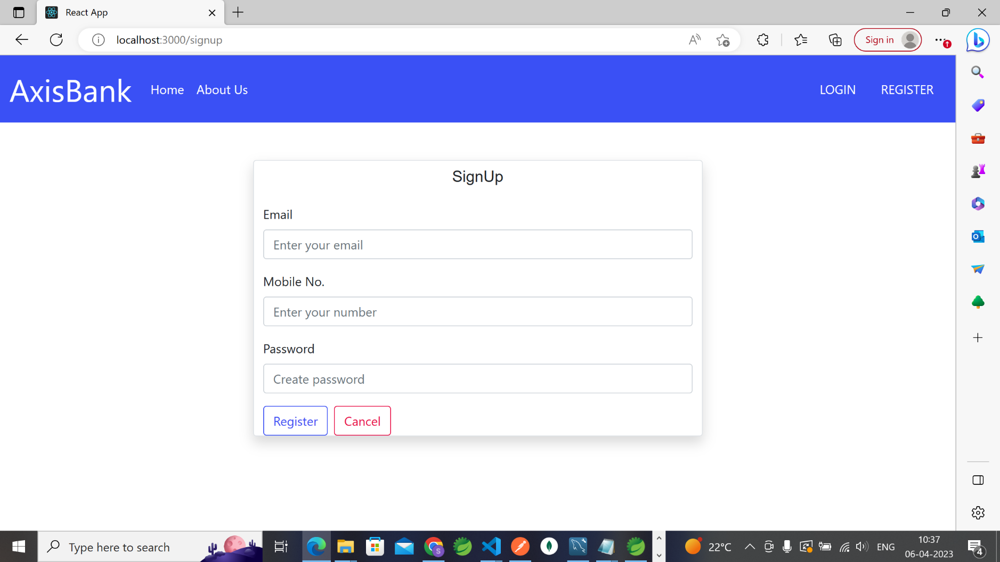 React App
localhost:3000/signup
Sign in
AxisBank Home About Us LOGIN REGISTER
SignUp
Email
Enter your email
Mobile No.
Enter your number
Password
Create password
Register Cancel
Type here to search
S
22°C
ENG
10:37
06-04-2023
4